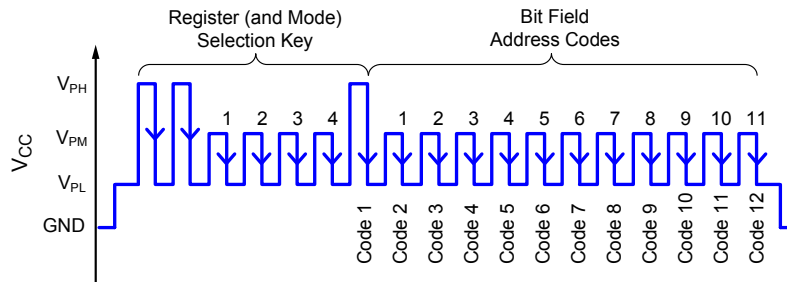 Register (and Mode)
Selection Key
Bit Field
Address Codes
VPH
VPM
VPL
GND
VCC
1 2 3 4 1 2 3 4 5 6 7 8 9 10 11
Code 1
Code 2
Code 3
Code 4
Code 5
Code 6
Code 7
Code 8
Code 9
Code 10
Code 11
Code 12